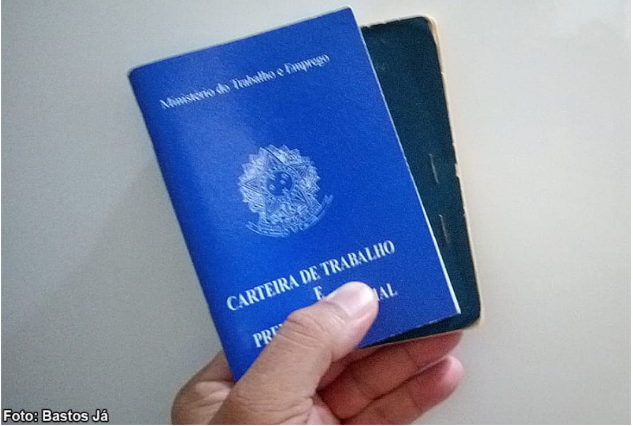 Ministério do Trabalho e Emprego
CARTEIRA DE TRABALHO
E
Foto: Bastos Já